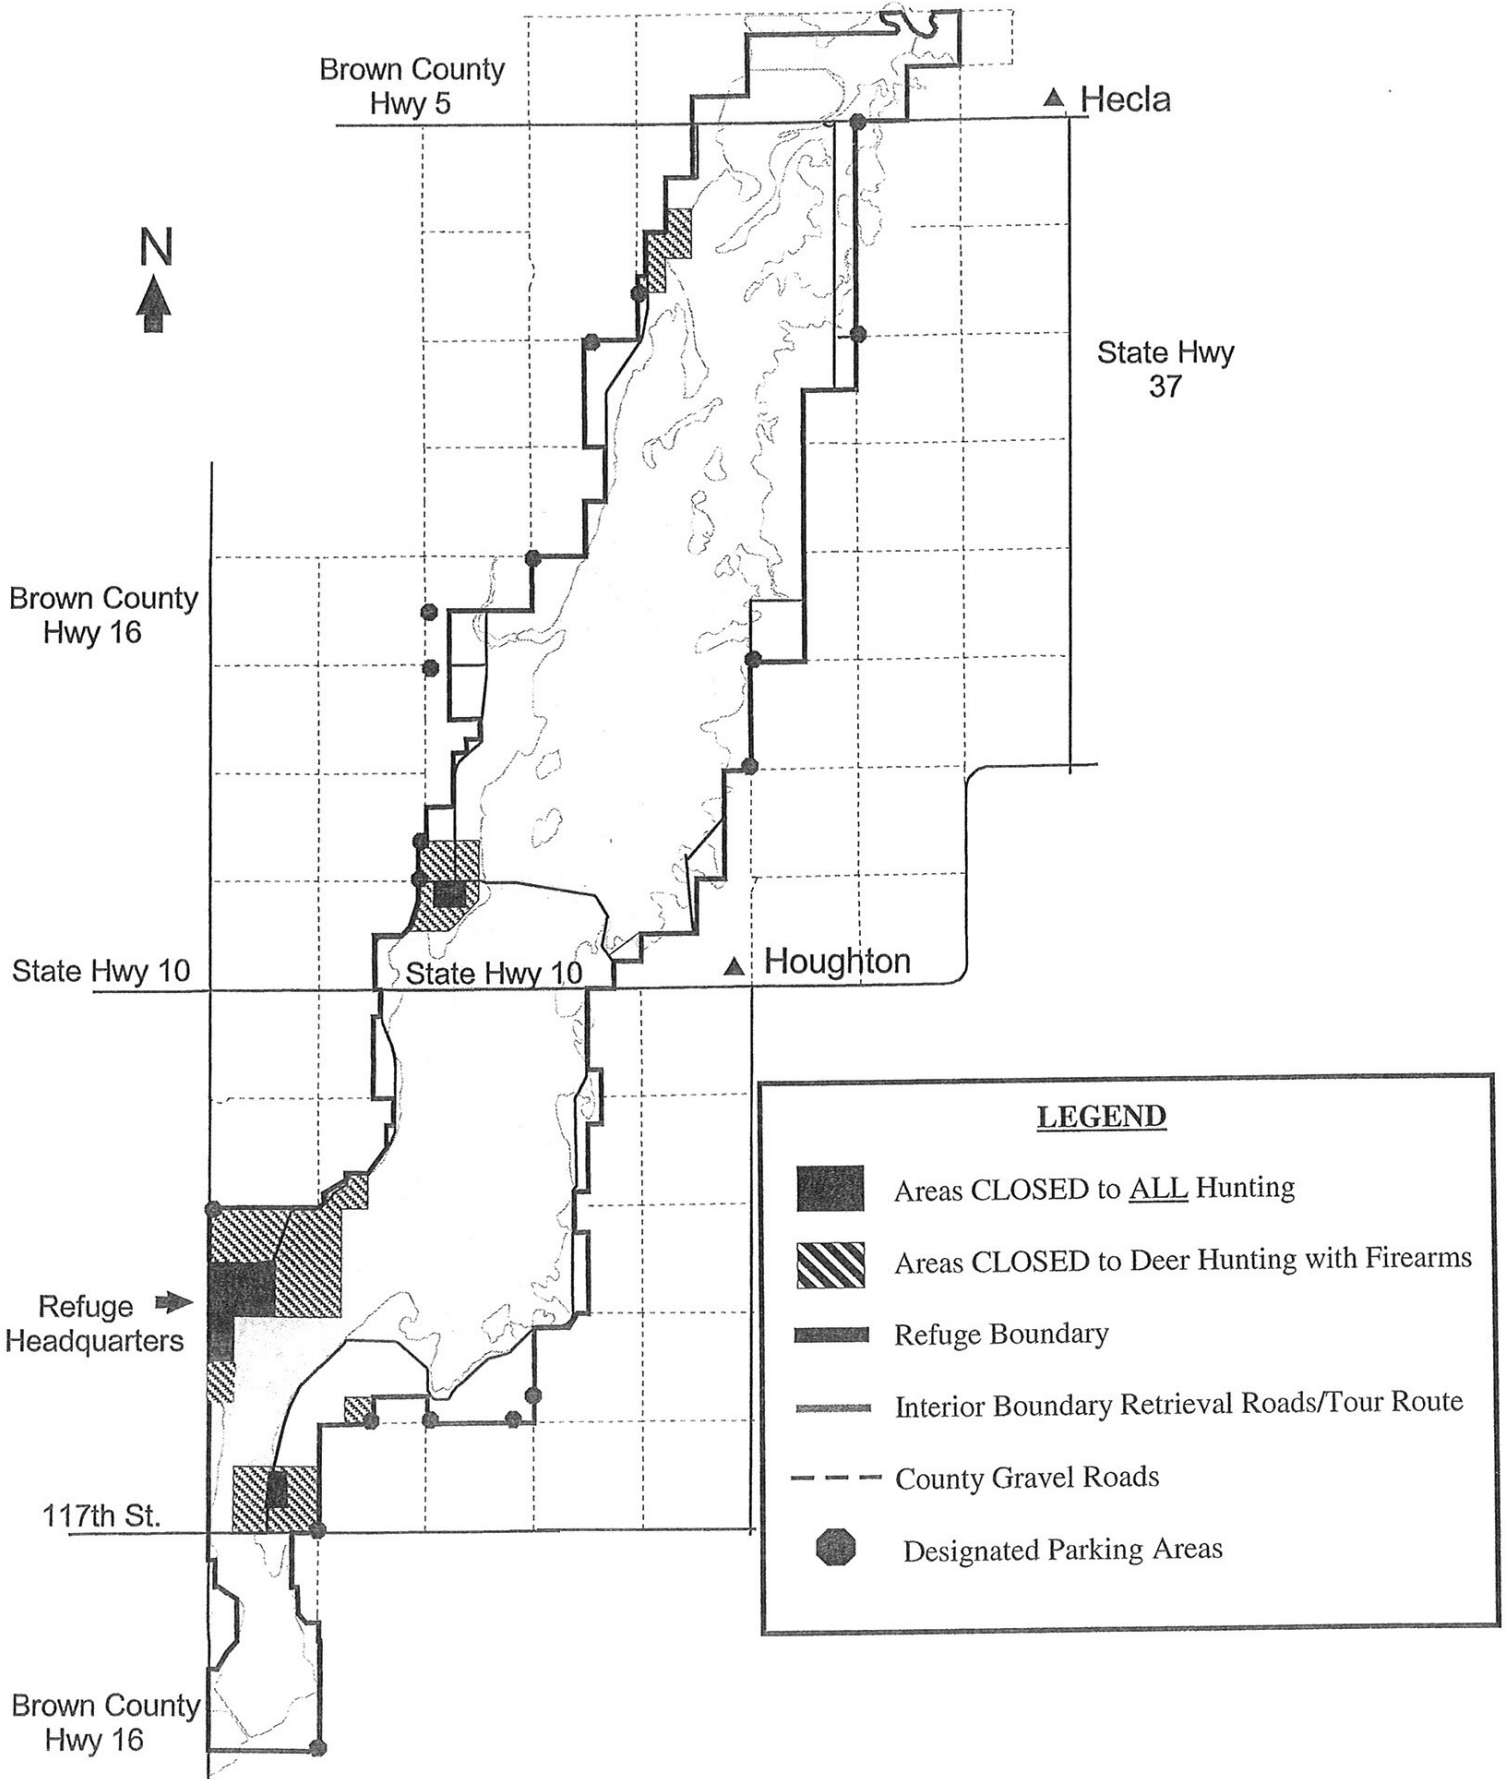 Brown County
Hwy 5
Hecla
N
State Hwy
37
Brown County
Hwy 16
State Hwy 10
State Hwy 10
Houghton
LEGEND
Areas CLOSED to ALL Hunting
Areas CLOSED to Deer Hunting with Firearms
Refuge
Headquarters
Refuge Boundary
Interior Boundary Retrieval Roads/Tour Route
County Gravel Roads
117th St.
Designated Parking Areas
Brown County
Hwy 16